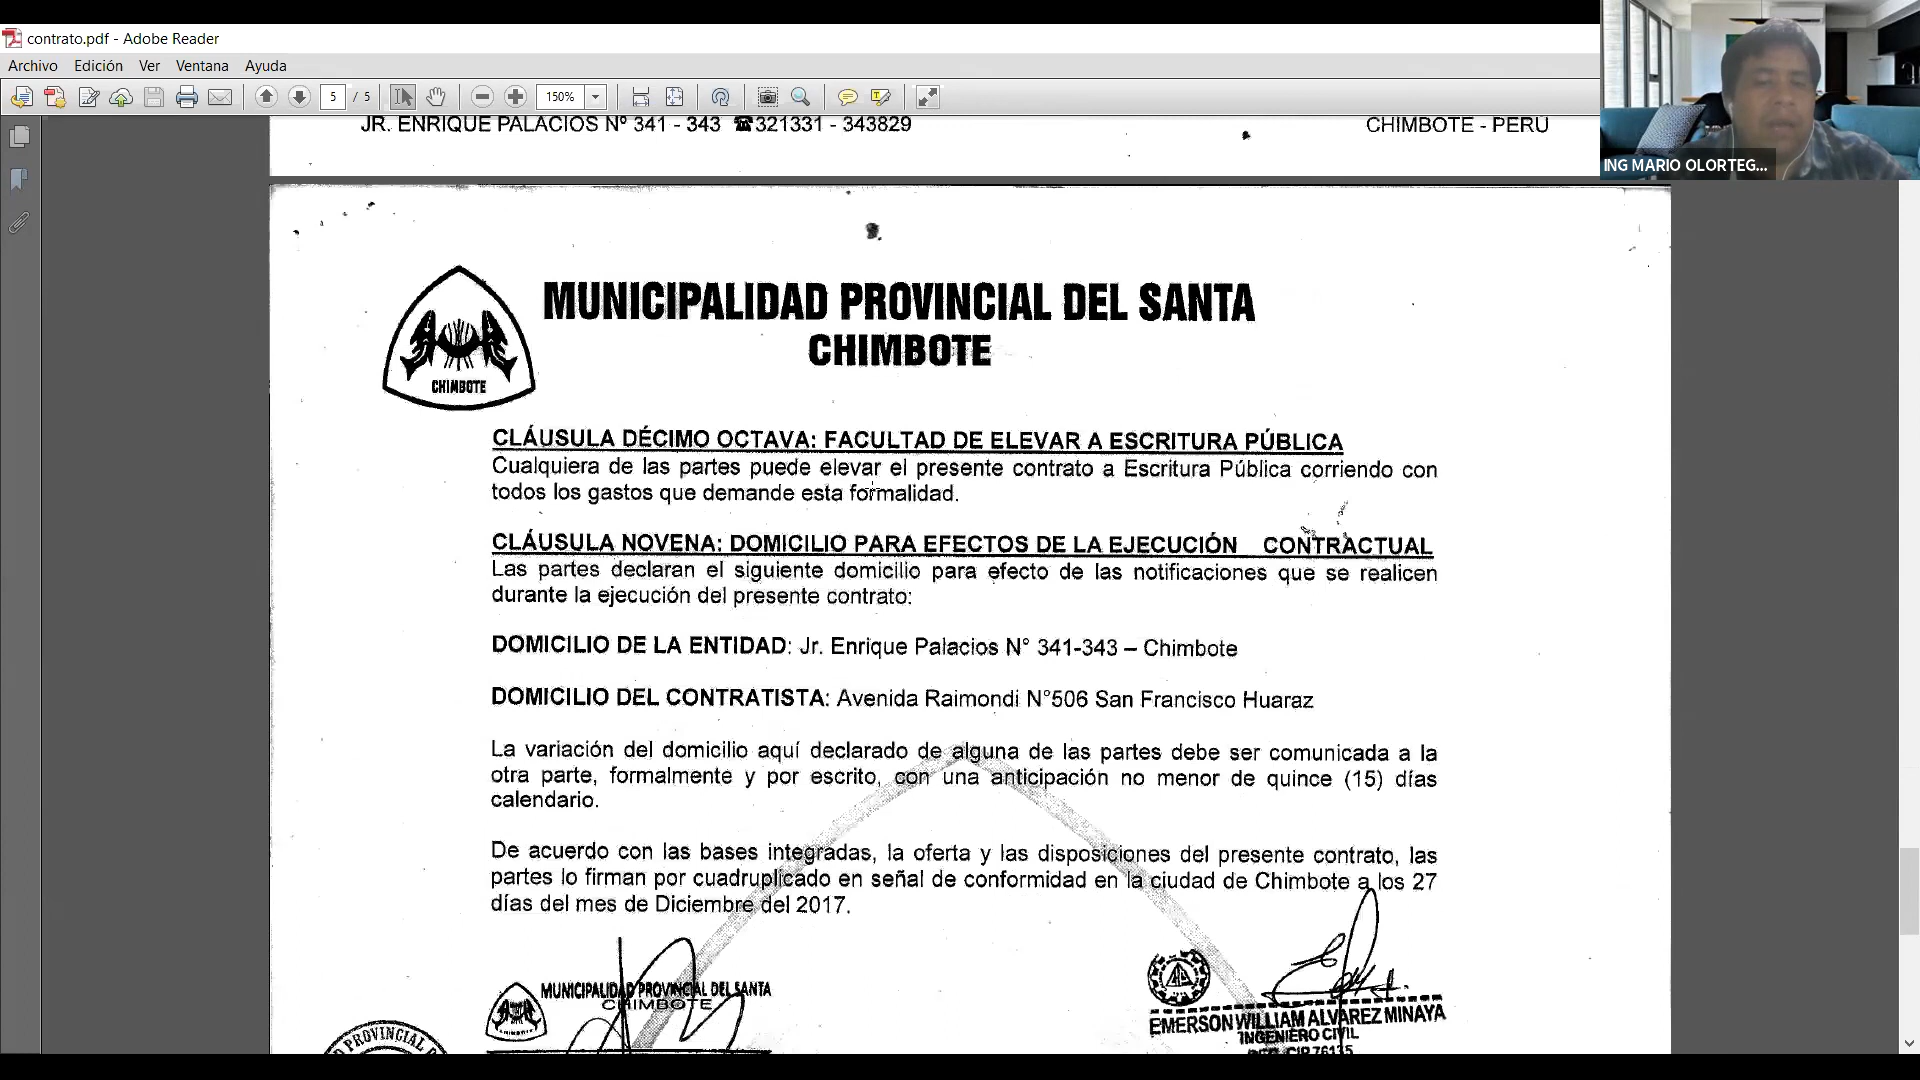 contrato.pdf - Adobe Reader
Archivo Edición Ver Ventana Ayuda
5 / 5 150%
JR. ENRIQUE PALACIOS Nº 341 - 343 ☎321331 - 343829 CHIMBOTE - PERU
ING MARIO OLORTEG...
MUNICIPALIDAD PROVINCIAL DEL SANTA
CHIMBOTE
CHIMBOTE
CLÁUSULA DÉCIMO OCTAVA: FACULTAD DE ELEVAR A ESCRITURA PÚBLICA
Cualquiera de las partes puede elevar el presente contrato a Escritura Pública corriendo con
todos los gastos que demande esta formalidad.
CLÁUSULA NOVENA: DOMICILIO PARA EFECTOS DE LA EJECUCIÓN CONTRACTUAL
Las partes declaran el siguiente domicilio para efecto de las notificaciones que se realicen
durante la ejecución del presente contrato:
DOMICILIO DE LA ENTIDAD: Jr. Enrique Palacios N° 341-343 – Chimbote
DOMICILIO DEL CONTRATISTA: Avenida Raimondi N°506 San Francisco Huaraz
La variación del domicilio aquí declarado de alguna de las partes debe ser comunicada a la
otra parte, formalmente y por escrito, con una anticipación no menor de quince (15) días
calendario.
De acuerdo con las bases integradas, la oferta y las disposiciones del presente contrato, las
partes lo firman por cuadruplicado en señal de conformidad en la ciudad de Chimbote a los 27
días del mes de Diciembre del 2017.
MUNICIPALIDAD PROVINCIAL DEL SANTA
CHIMBOTE
PROVINCIAL
EMERSON WILLIAM ALVAREZ MINAYA
INGENIERO CIVIL
CIP 76135